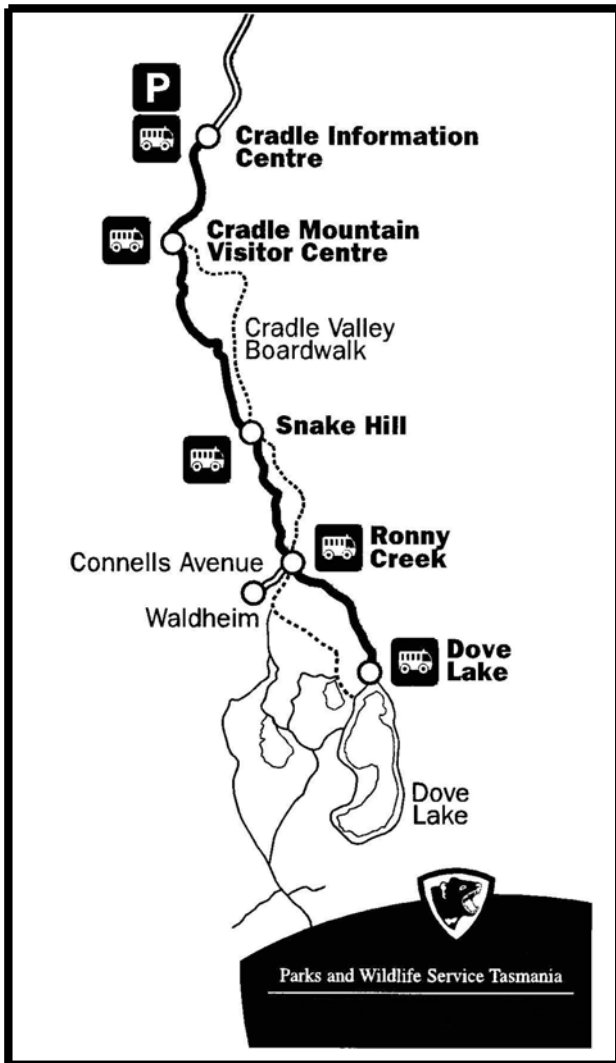 P
Cradle Information
Centre
Cradle Mountain
Visitor Centre
Cradle Valley
Boardwalk
Snake Hill
Ronny
Creek
Connells Avenue
Waldheim
Dove
Lake
Dove
Lake
Parks and Wildlife Service Tasmania